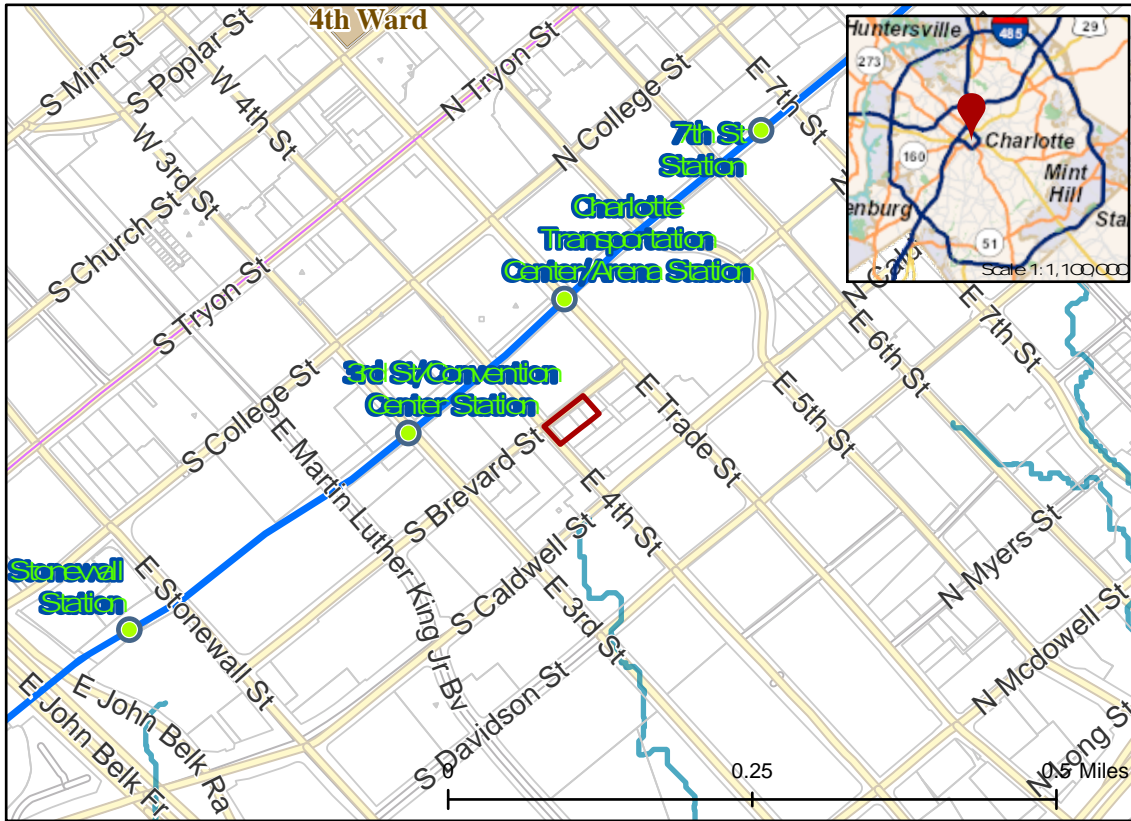 4th Ward
S Mint St
S Poplar St
W 4th St
W 3rd St
N Tryon St
N College St
E 7th St
7th St
Station
Charlotte
Transportation
Center/Arena Station
S Church St
S Tryon St
3rd St/Convention
Center Station
S College St
E Martin Luther King Jr Bv
S Brevard St
E Trade St
E 4th St
E 5th St
E 6th St
E 7th St
S Caldwell St
E 3rd St
S Davidson St
N Myers St
N Mcdowell St
Stonewall
Station
E Stonewall St
E John Belk Ra
E John Belk Fr
0
0.25
0.5 Miles
Huntersville
485
29
273
Charlotte
160
Mint
Hill
enburg
Sta
51
Scale 1: 1,100,000